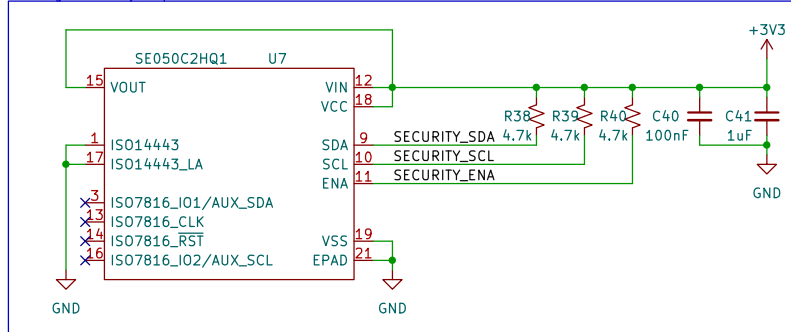 +3V3
SE050C2HQ1 U7
15 VOUT VIN 12
VCC 18
R38 R39 R40 C40 C41
4.7k 4.7k 4.7k 100nF 1uF
1 ISO14443 SDA 9 SECURITY_SDA
17 ISO14443_LA SCL 10 SECURITY_SCL
ENA 11 SECURITY_ENA
GND
3 ISO7816_IO1/AUX_SDA
13 ISO7816_CLK
14 ISO7816_RST VSS 19
16 ISO7816_IO2/AUX_SCL EPAD 21
GND GND